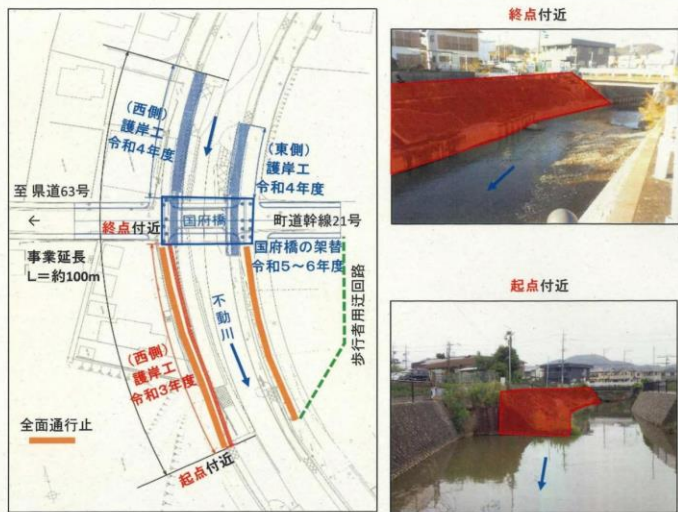 （西側）
護岸工
令和4年度
（東側）
護岸工
令和4年度
至 県道63号
←
国府橋
町道幹線21号
終点付近
国府橋の架替
令和5～6年度
事業延長
L＝約100m
不動川
歩行者用迂回路
（西側）
護岸工
令和3年度
全面通行止
起点付近
終点付近
起点付近